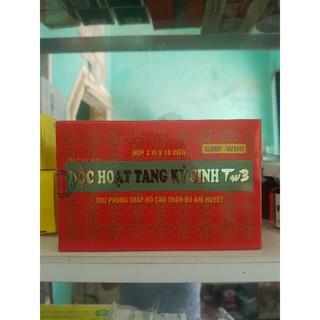 HỘP 3 VỈ X 10 VIÊN
GMP-WHO
ĐỘC HOẠT TANG KÝ SINH TW3
TRỪ PHONG THẤP-BỔ CAN THẬN-BỔ KHÍ HUYẾT